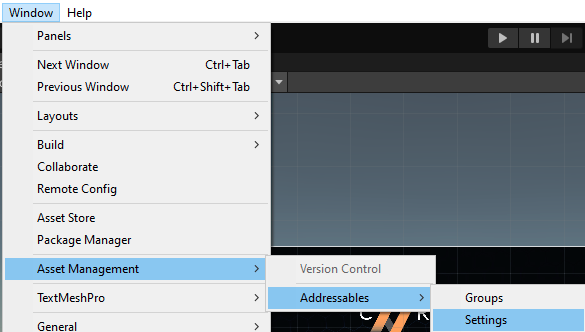 Window Help
Panels
Next Window Ctrl+Tab
Previous Window Ctrl+Shift+Tab
Layouts
Build
Collaborate
Remote Config
Asset Store
Package Manager
Asset Management
Version Control
TextMeshPro
Addressables
Groups
General
Settings